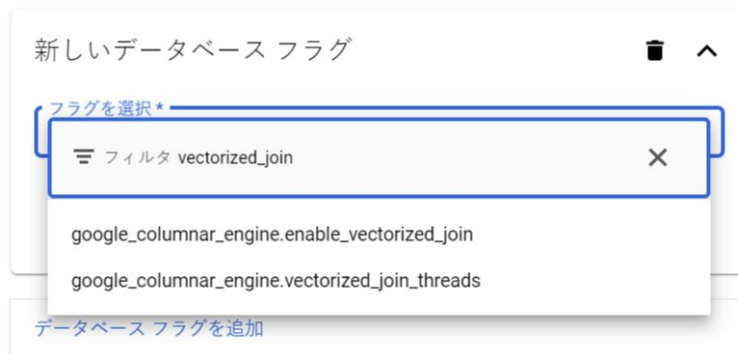 新しいデータベース フラグ
フラグを選択 *
フィルタ vectorized_join
google_columnar_engine.enable_vectorized_join
google_columnar_engine.vectorized_join_threads
データベース フラグを追加